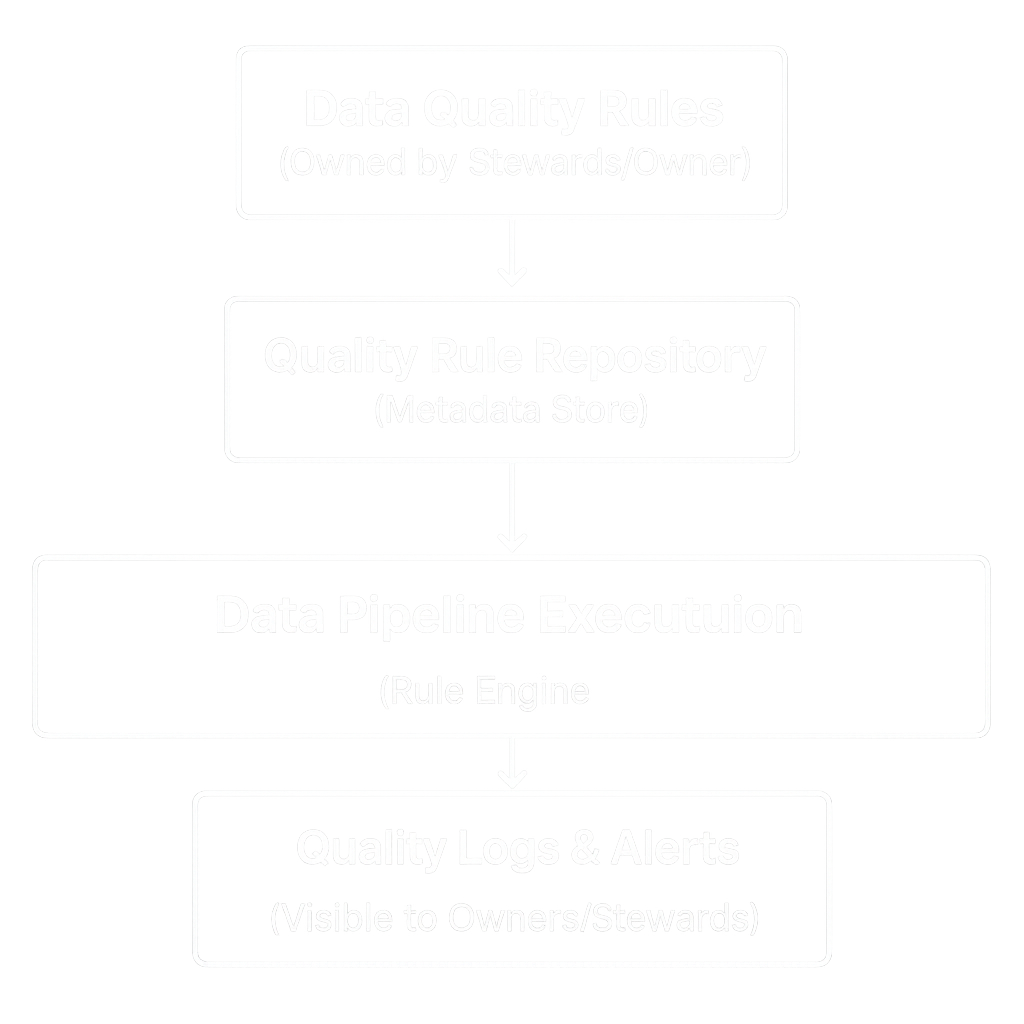 Data Quality Rules
(Owned by Stewards/Owner)
Quality Rule Repository
(Metadata Store)
Data Pipeline Executuion
(Rule Engine
Quality Logs & Alerts
(Visible to Owners/Stewards)